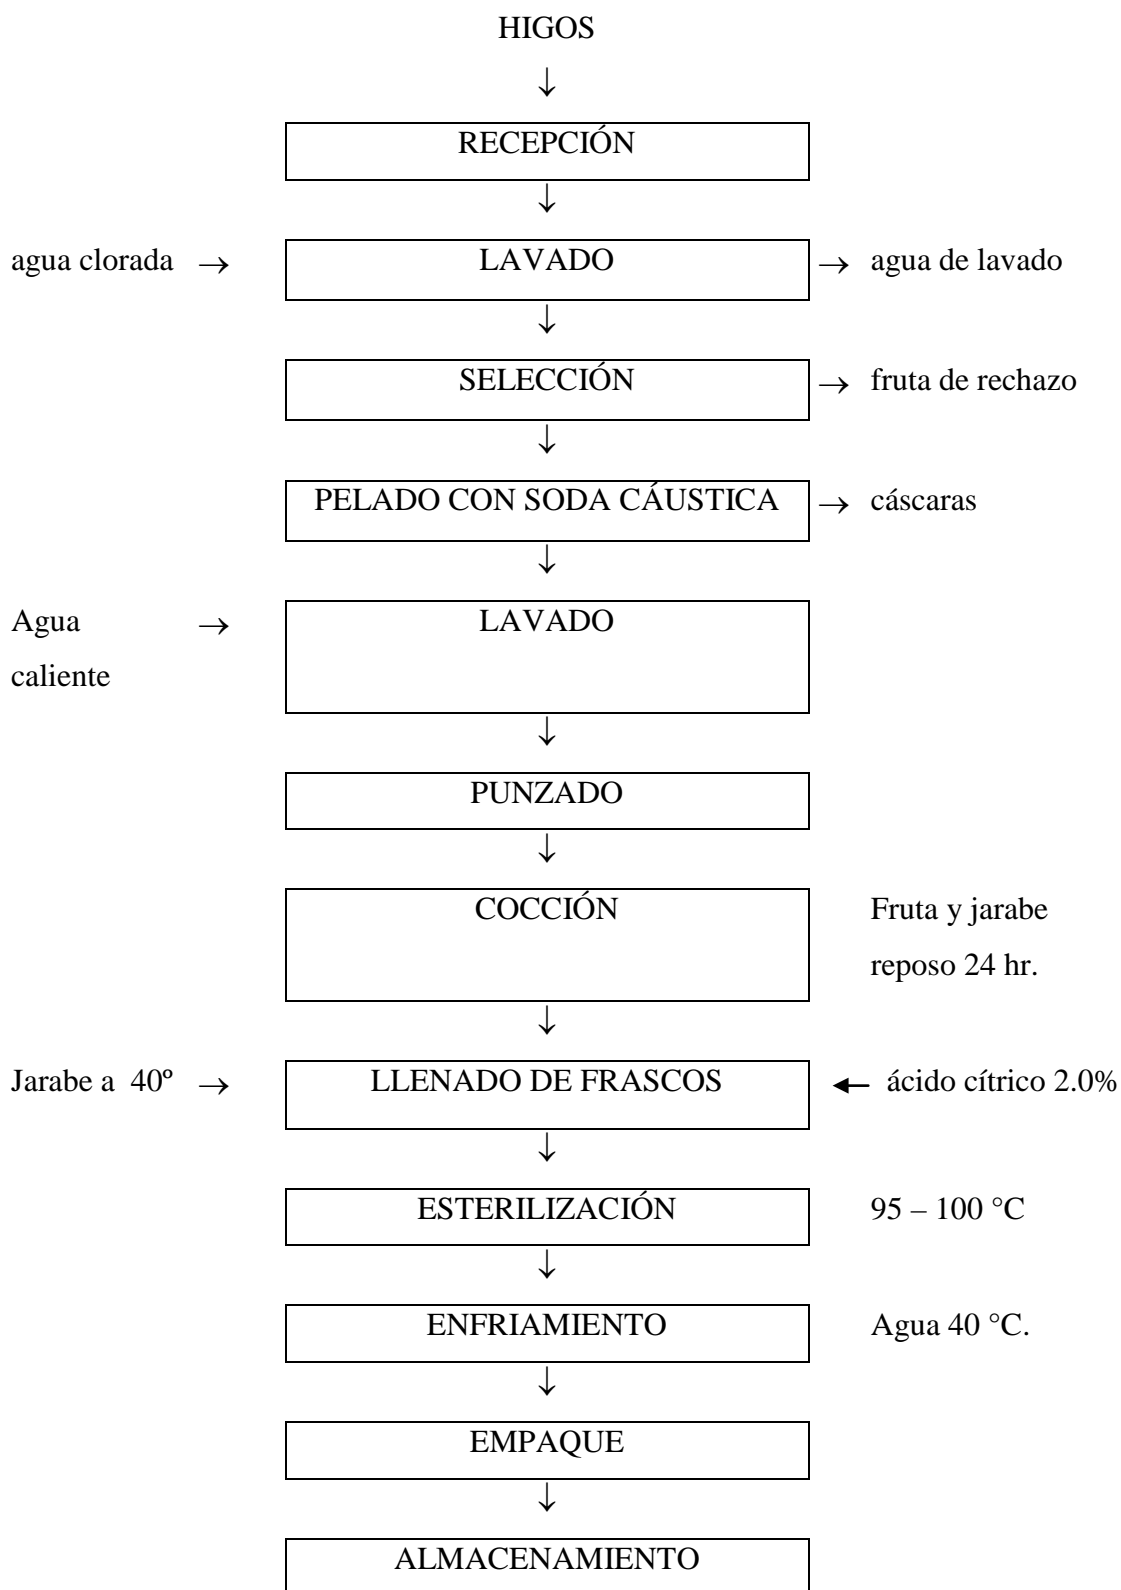 HIGOS
↓
RECEPCIÓN
↓
agua clorada → LAVADO → agua de lavado
↓
SELECCIÓN → fruta de rechazo
↓
PELADO CON SODA CÁUSTICA → cáscaras
↓
Agua → LAVADO
caliente
↓
PUNZADO
↓
COCCIÓN Fruta y jarabe
reposo 24 hr.
↓
Jarabe a 40º → LLENADO DE FRASCOS ← ácido cítrico 2.0%
↓
ESTERILIZACIÓN 95 – 100 °C
↓
ENFRIAMIENTO Agua 40 °C.
↓
EMPAQUE
↓
ALMACENAMIENTO